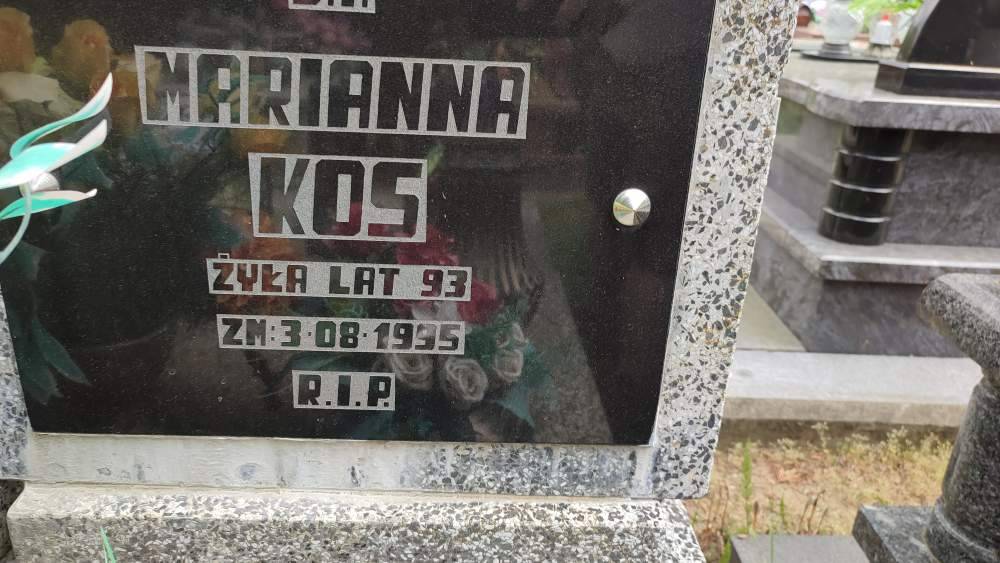 MARIANNA
KOS
ŻYŁA LAT 93
ZM·3·08·1995
R.I.P.